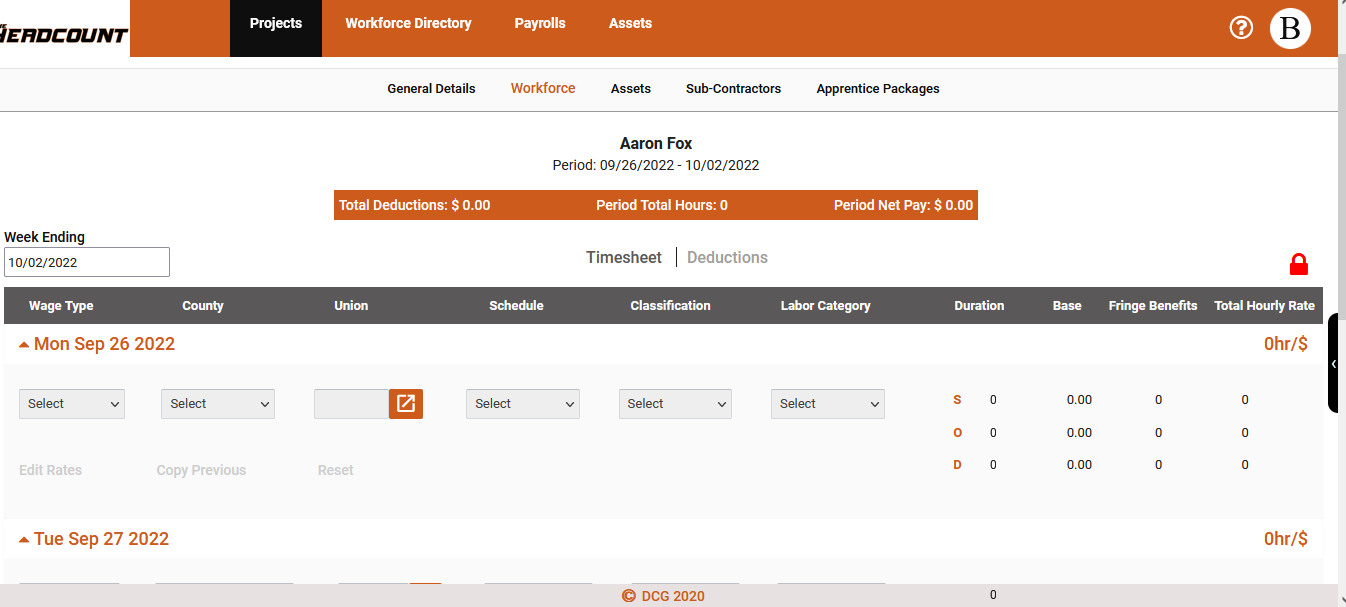 HEADCOUNT
Projects Workforce Directory Payrolls Assets
? B
General Details Workforce Assets Sub-Contractors Apprentice Packages
Aaron Fox
Period: 09/26/2022 - 10/02/2022
Total Deductions: $ 0.00 Period Total Hours: 0 Period Net Pay: $ 0.00
Week Ending
10/02/2022
Timesheet Deductions
Wage Type County Union Schedule Classification Labor Category Duration Base Fringe Benefits Total Hourly Rate
Mon Sep 26 2022 0hr/$
Select Select Select Select Select
S 0 0.00 0 0
O 0 0.00 0 0
D 0 0.00 0 0
Edit Rates Copy Previous Reset
Tue Sep 27 2022 0hr/$
© DCG 2020 0